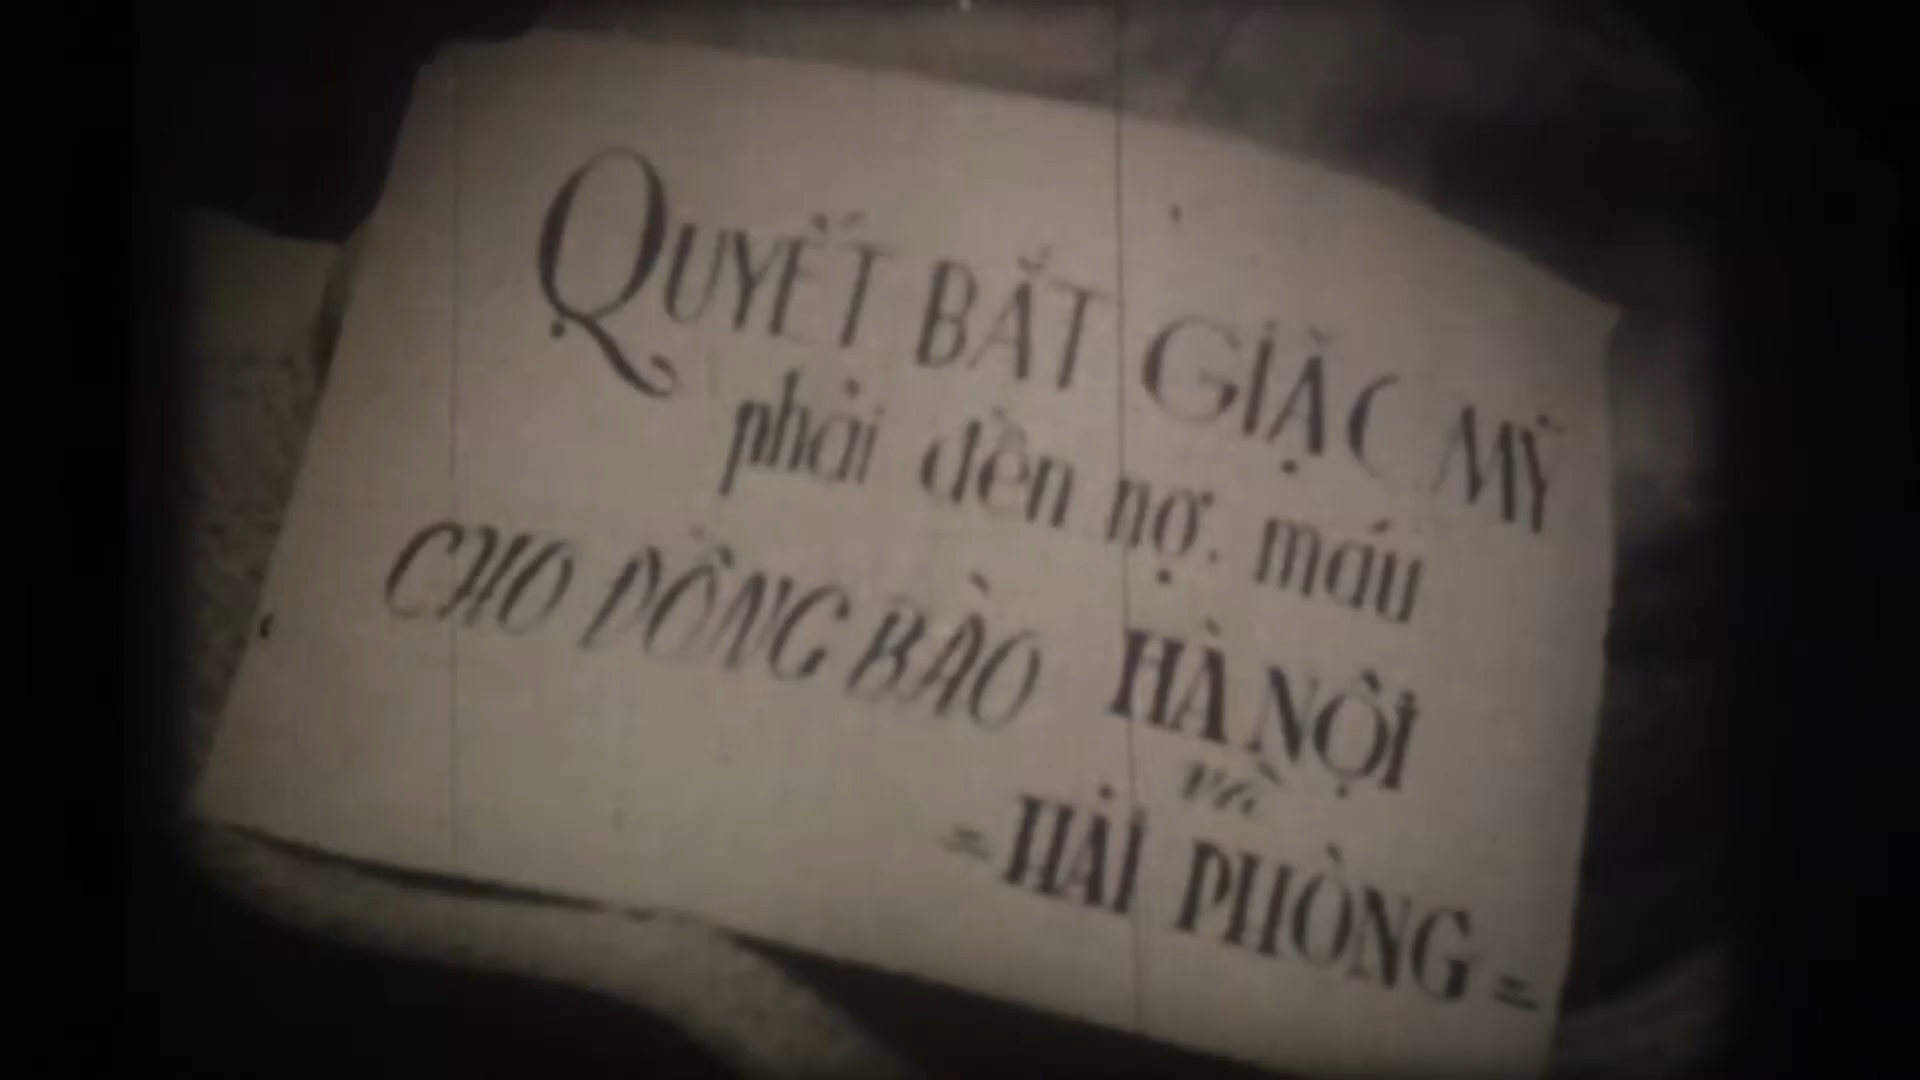 QUYẾT BẮT GIẶC MỸ
phải đền nợ máu
CHO ĐỒNG BÀO HÀ NỘI
và
= HẢI PHÒNG =